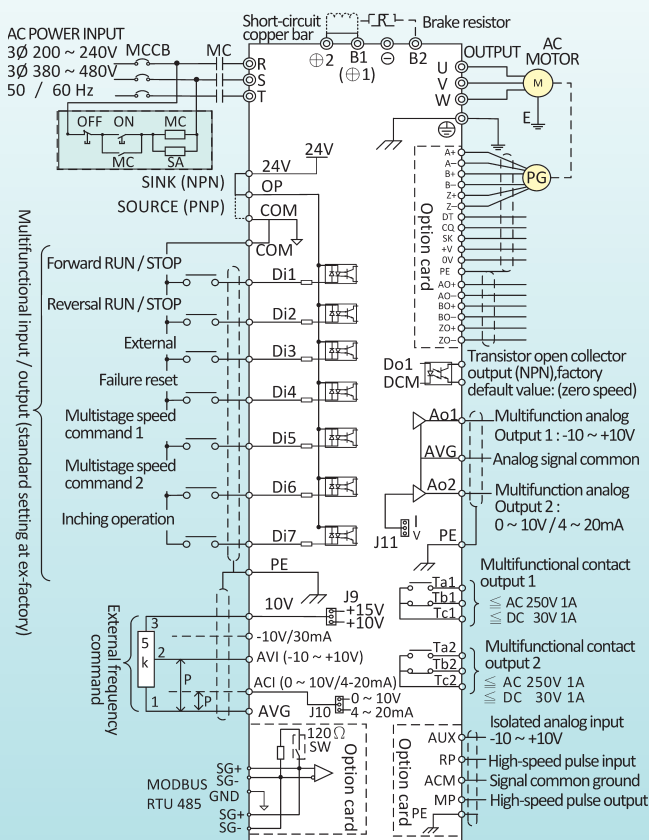 Short-circuit
copper bar
R
Brake resistor
AC POWER INPUT
3Ø 200 ~ 240V
3Ø 380 ~ 480V
50 / 60 Hz
MCCB
MC
R
S
T
⊕2
B1
(⊕1)
⊖
B2
OUTPUT
AC
MOTOR
U
V
W
M
E
OFF
ON
MC
MC
SA
24V
24V
SINK (NPN)
OP
SOURCE (PNP)
COM
COM
PG
Option card
A+
A−
B+
B−
Z+
Z−
DT
CQ
SK
+V
0V
PE
AO+
AO−
BO+
BO−
ZO+
ZO−
Multifunctional input / output (standard setting at ex-factory)
Forward RUN / STOP
Di1
Reversal RUN / STOP
Di2
External
Di3
Failure reset
Di4
Multistage speed
command 1
Di5
Multistage speed
command 2
Di6
Inching operation
Di7
PE
Do1
DCM
Transistor open collector
output (NPN),factory
default value: (zero speed)
Ao1
Multifunction analog
Output 1 : -10 ~ +10V
AVG
Analog signal common
Ao2
Multifunction analog
Output 2 :
0 ~ 10V / 4 ~ 20mA
J11
I
V
PE
Multifunctional contact
output 1
Ta1
Tb1
Tc1
≦ AC 250V 1A
≦ DC 30V 1A
Multifunctional contact
output 2
Ta2
Tb2
Tc2
≦ AC 250V 1A
≦ DC 30V 1A
External frequency
command
3
5
k
2
1
P
P
10V
J9
+15V
+10V
-10V/30mA
AVI (-10 ~ +10V)
ACI (0 ~ 10V/4-20mA)
AVG
J10
0 ~ 10V
4 ~ 20mA
MODBUS
RTU 485
SG+
SG-
GND
SG+
SG-
120Ω
SW
Option card
Option card
Isolated analog input
AUX
-10 ~ +10V
RP
High-speed pulse input
ACM
Signal common ground
MP
High-speed pulse output
PE